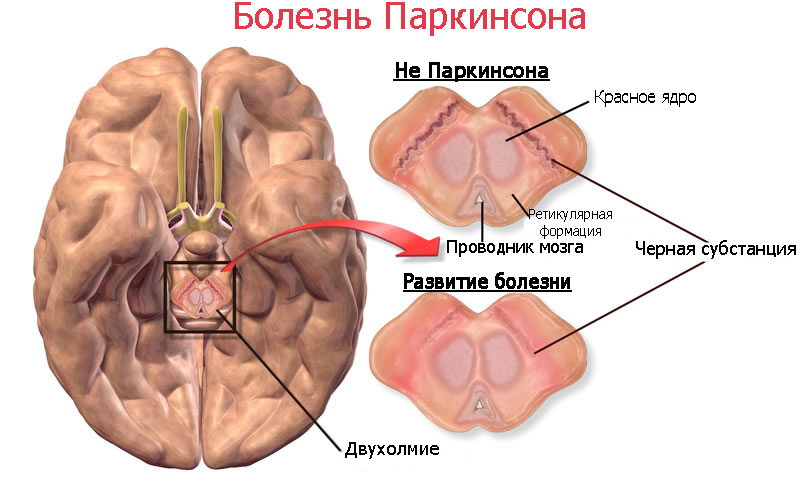 Болезнь Паркинсона
Не Паркинсона
Красное ядро
Ретикулярная
формация
Проводник мозга
Черная субстанция
Развитие болезни
Двухолмие